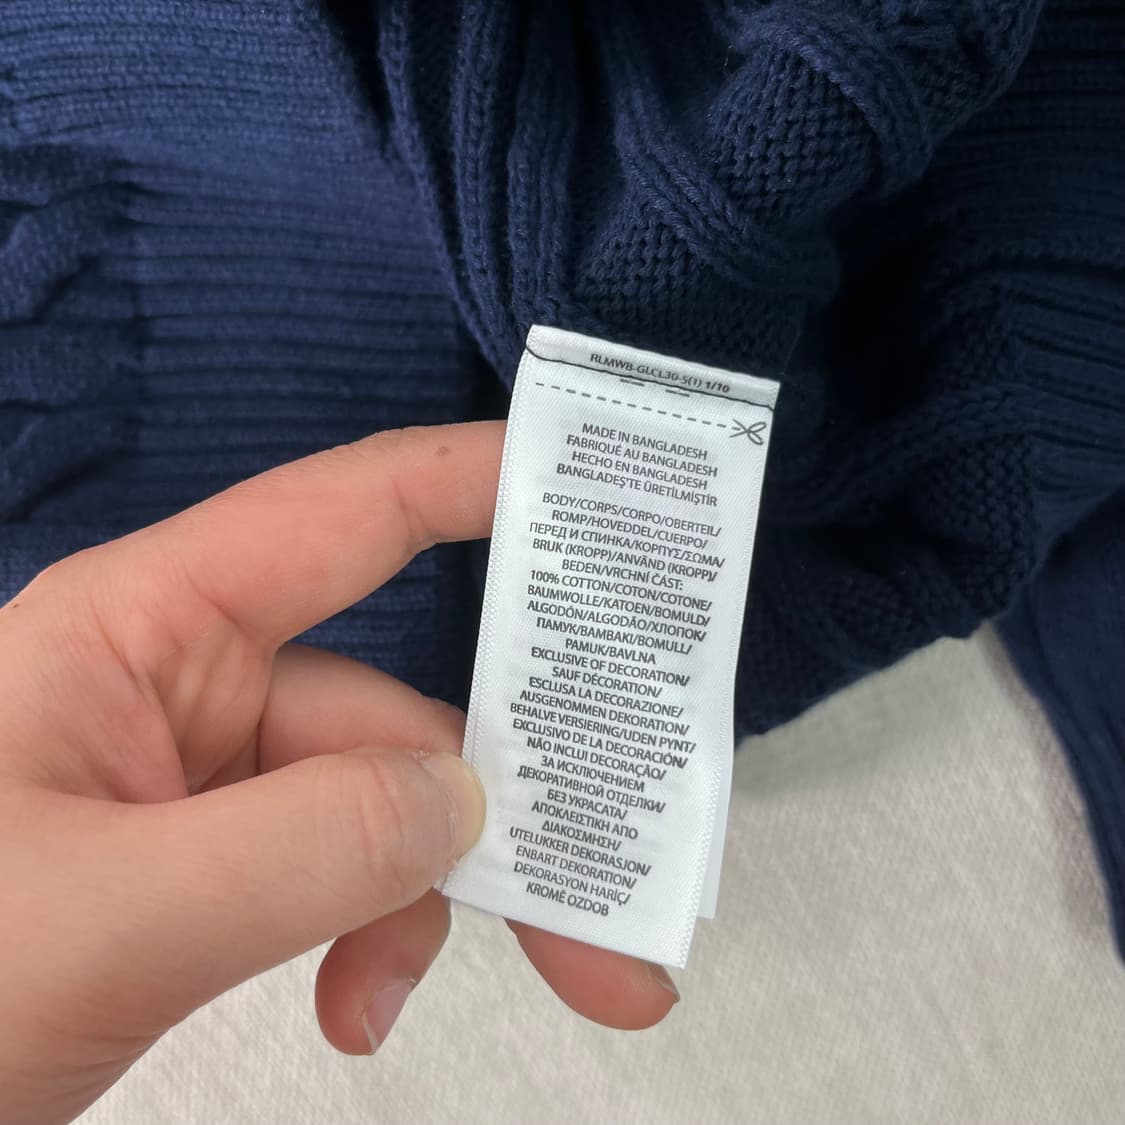 RLMWB-GLCL30-S(1) 1/10
MADE IN BANGLADESH
FABRIQUÉ AU BANGLADESH
HECHO EN BANGLADESH
BANGLADEŞ'TE ÜRETİLMİŞTİR
BODY/CORPS/CORPO/OBERTEIL/
ROMP/HOVEDDEL/CUERPO/
ПЕРЕД И СПИНКА/КОРПУС/ΣΩΜΑ/
BRUK (KROPP)/ANVÄND (KROPP)/
BEDEN/VRCHNÍ ČÁST:
100% COTTON/COTON/COTONE/
BAUMWOLLE/KATOEN/BOMULD/
ALGODÓN/ALGODÃO/ХЛОПОК/
ПАМУК/ΒΑΜΒΑΚΙ/BOMULL/
PAMUK/BAVLNA
EXCLUSIVE OF DECORATION/
SAUF DÉCORATION/
ESCLUSA LA DECORAZIONE/
AUSGENOMMEN DEKORATION/
BEHALVE VERSIERING/UDEN PYNT/
EXCLUSIVO DE LA DECORACIÓN/
NÃO INCLUI DECORAÇÃO/
ЗА ИСКЛЮЧЕНИЕМ
ДЕКОРАТИВНОЙ ОТДЕЛКИ/
БЕЗ УКРАСАТА/
ΑΠΟΚΛΕΙΣΤΙΚΗ ΑΠΟ
ΔΙΑΚΟΣΜΗΣΗ/
UTELUKKER DEKORASJON/
ENBART DEKORATION/
DEKORASYON HARİÇ/
KROMĚ OZDOB